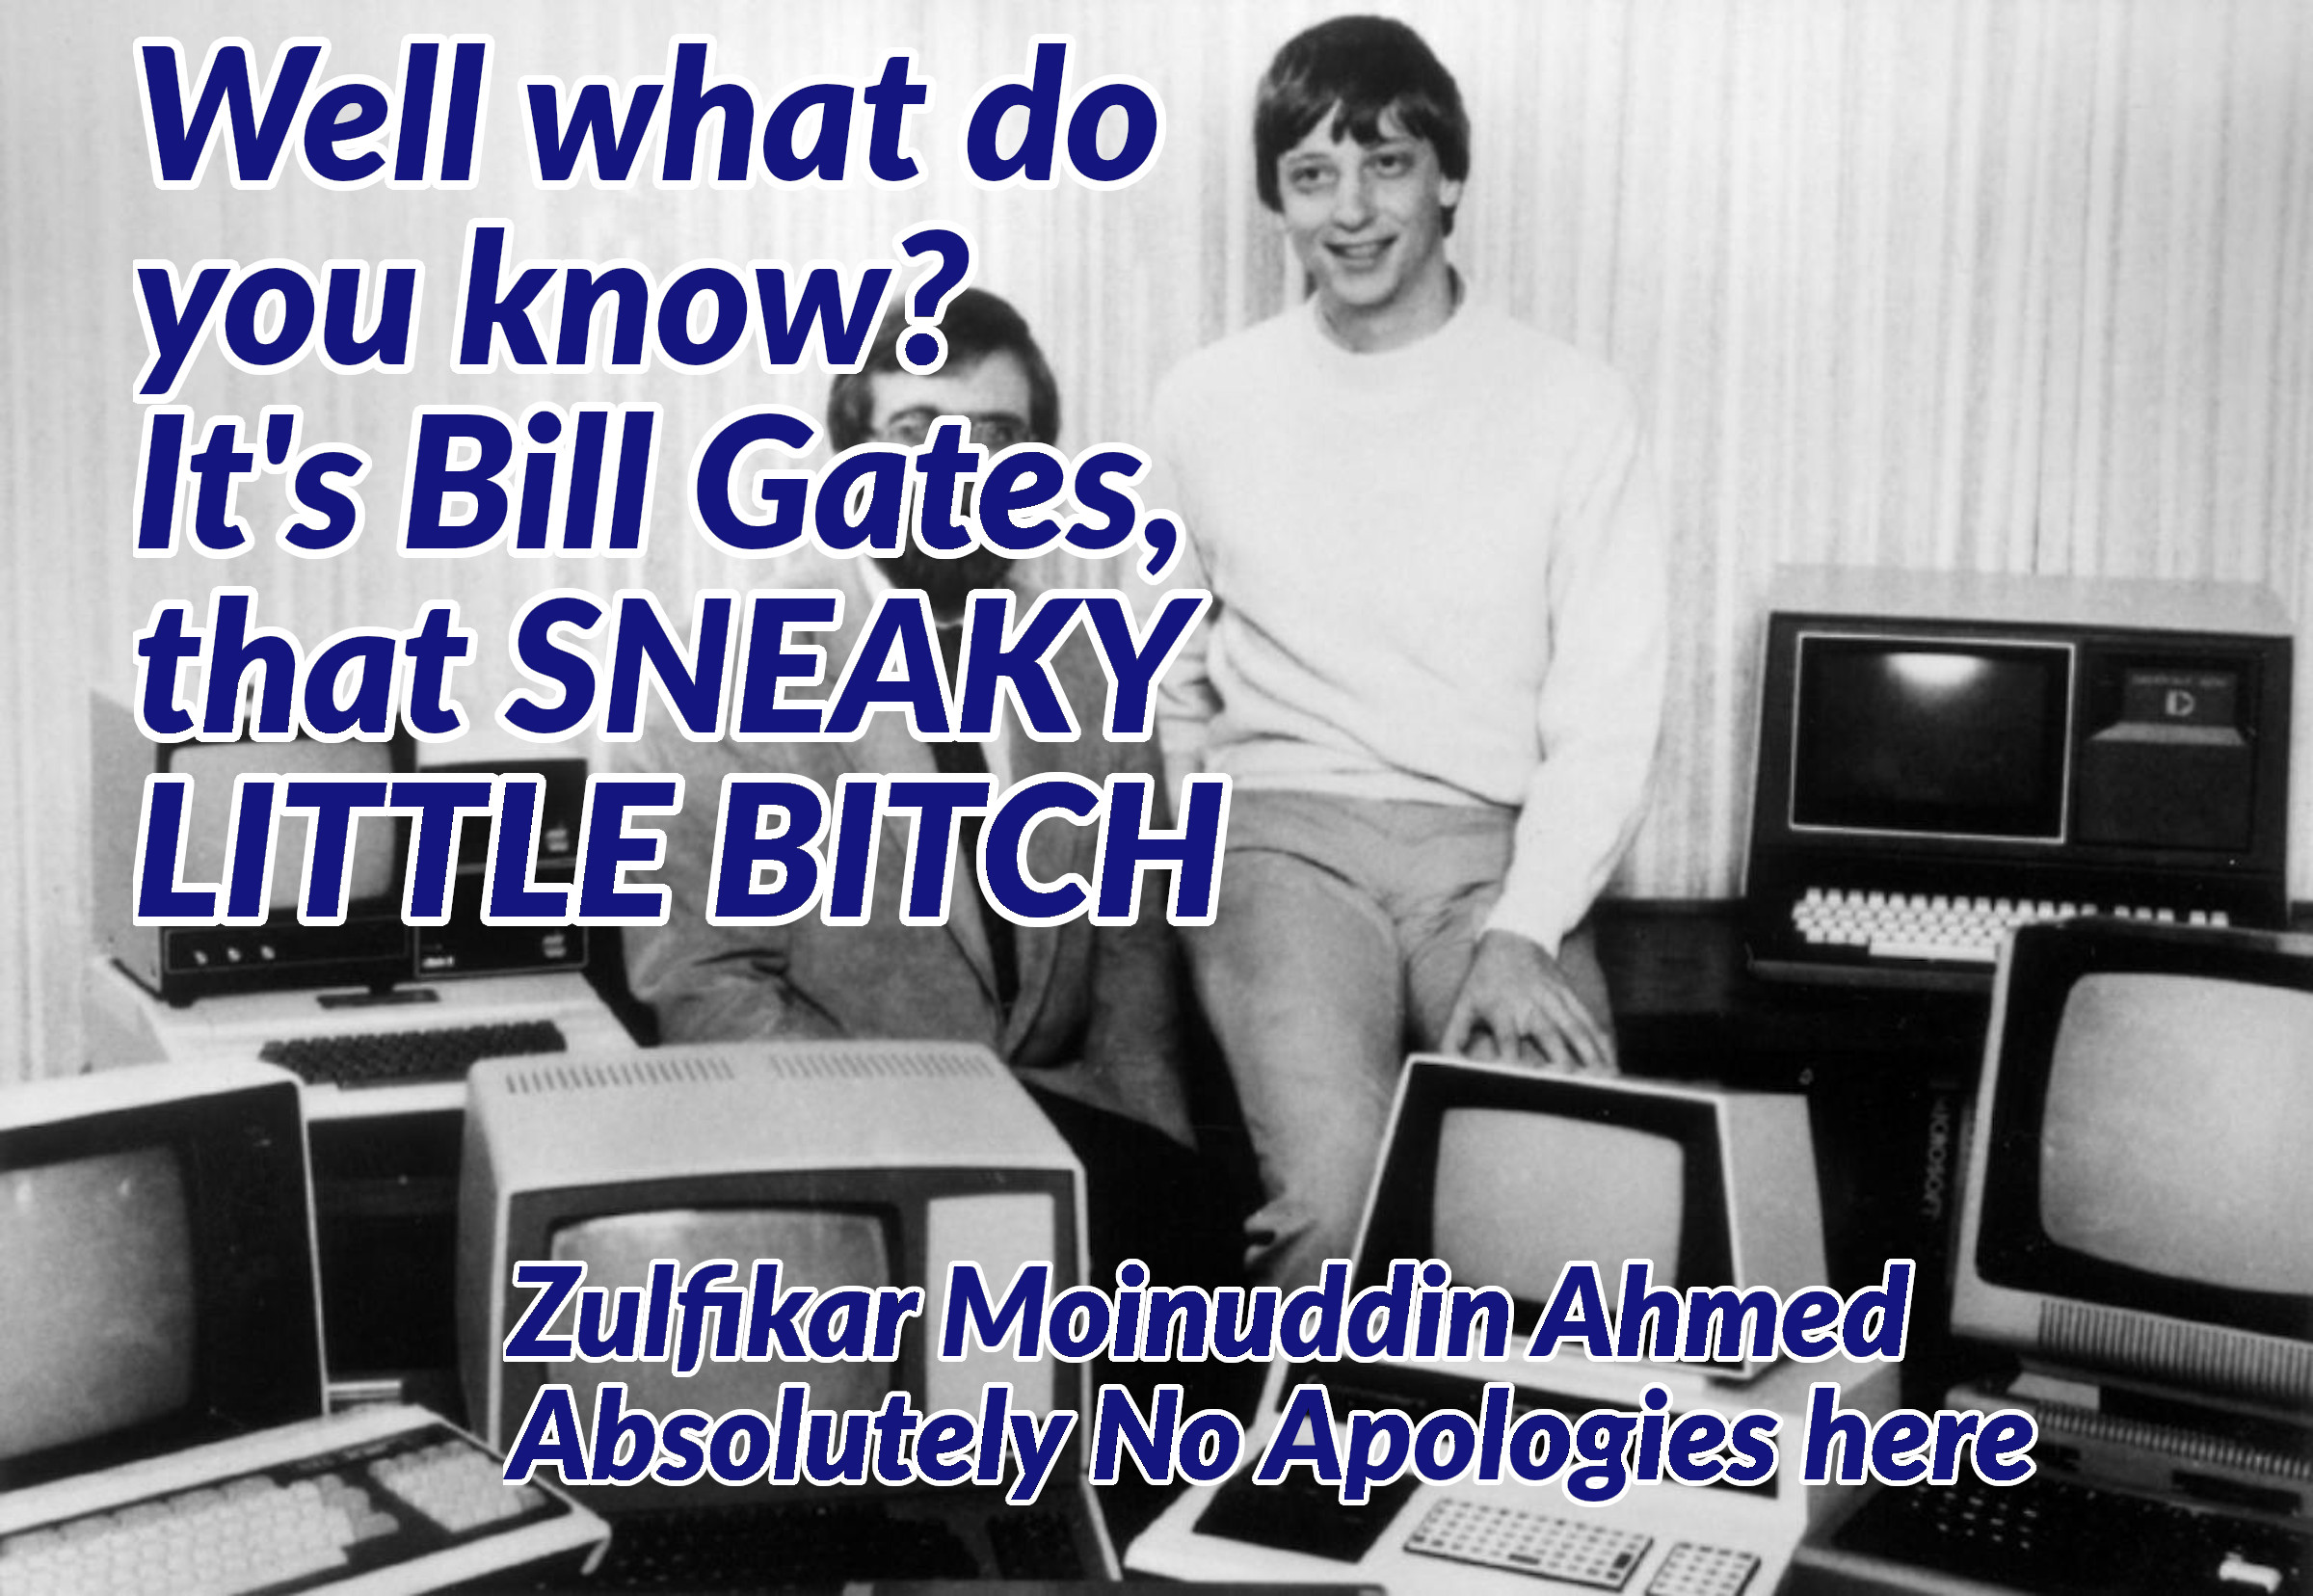 Well what do
you know?
It's Bill Gates,
that SNEAKY
LITTLE BITCH
MICROSOFT
Zulfikar Moinuddin Ahmed
Absolutely No Apologies here